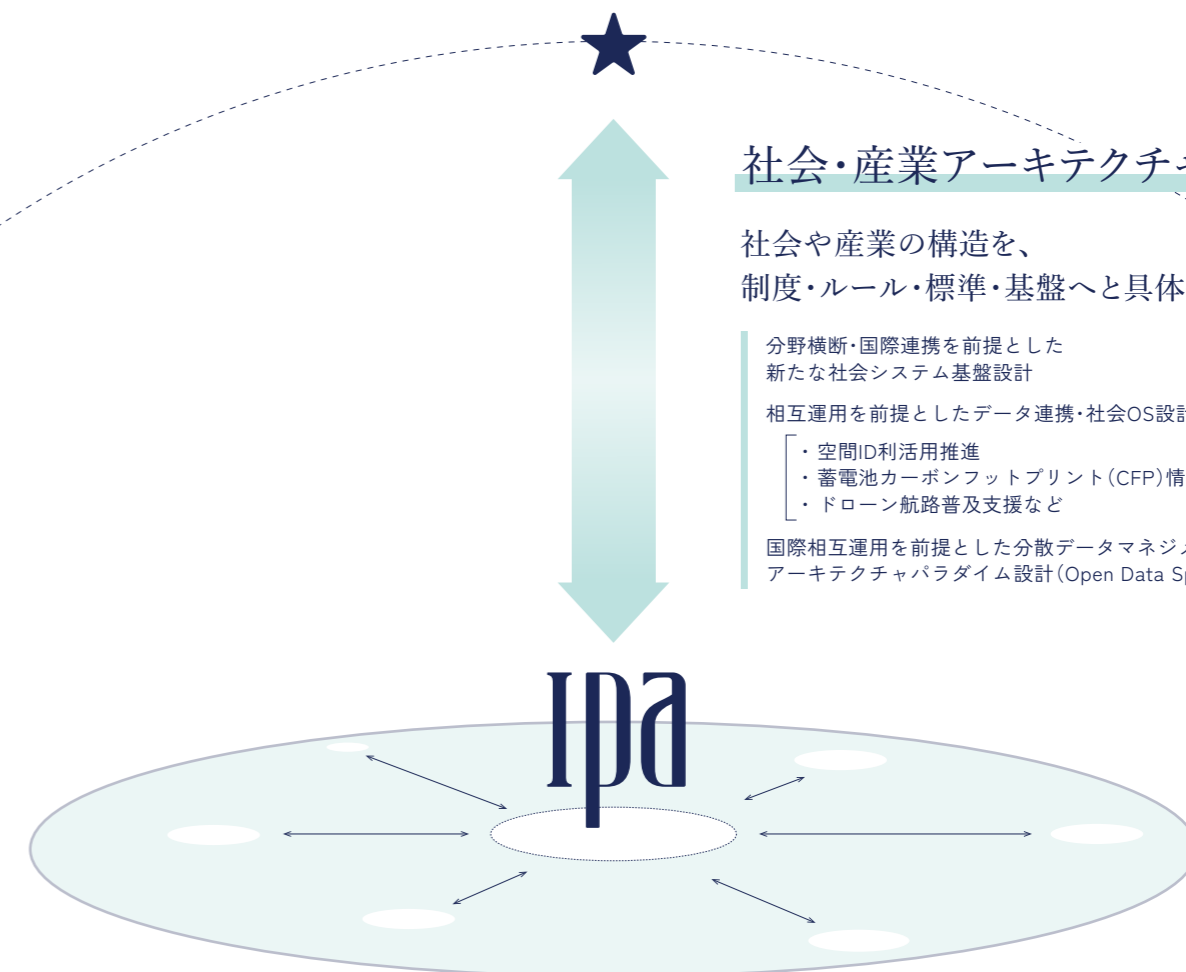 社会・産業アーキテクチ
社会や産業の構造を、
制度・ルール・標準・基盤へと具体
分野横断・国際連携を前提とした
新たな社会システム基盤設計
相互運用を前提としたデータ連携・社会OS設計
・ 空間ID利活用推進
・ 蓄電池カーボンフットプリント（CFP）情
・ ドローン航路普及支援など
国際相互運用を前提とした分散データマネジメ
アーキテクチャパラダイム設計（Open Data Sp
ipa